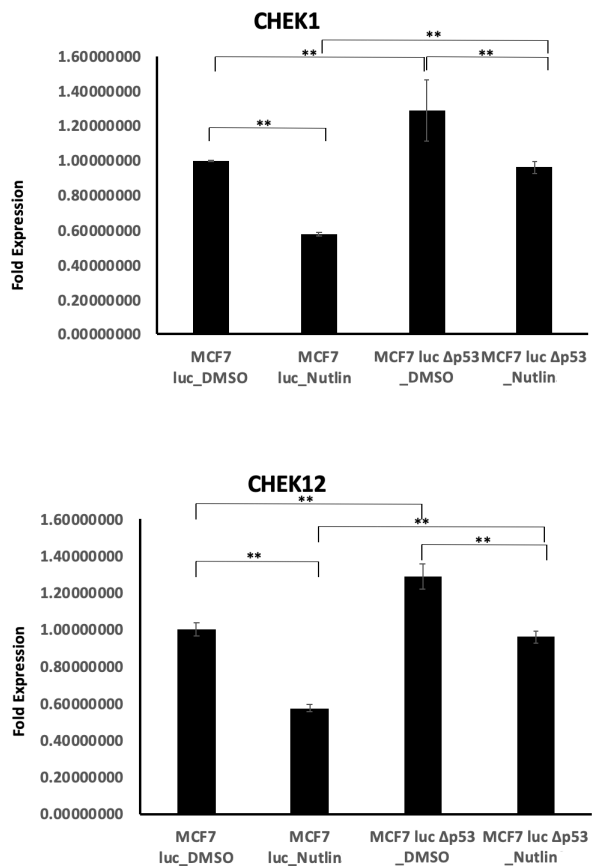 CHEK1
**
**
**
**
1.60000000
1.40000000
1.20000000
1.00000000
0.80000000
0.60000000
0.40000000
0.20000000
0.00000000
Fold Expression
MCF7 luc_DMSO
MCF7 luc_Nutlin
MCF7 luc Δp53 _DMSO
MCF7 luc Δp53 _Nutlin
CHEK12
**
**
**
**
1.60000000
1.40000000
1.20000000
1.00000000
0.80000000
0.60000000
0.40000000
0.20000000
0.00000000
Fold Expression
MCF7 luc_DMSO
MCF7 luc_Nutlin
MCF7 luc Δp53 _DMSO
MCF7 luc Δp53 _Nutlin